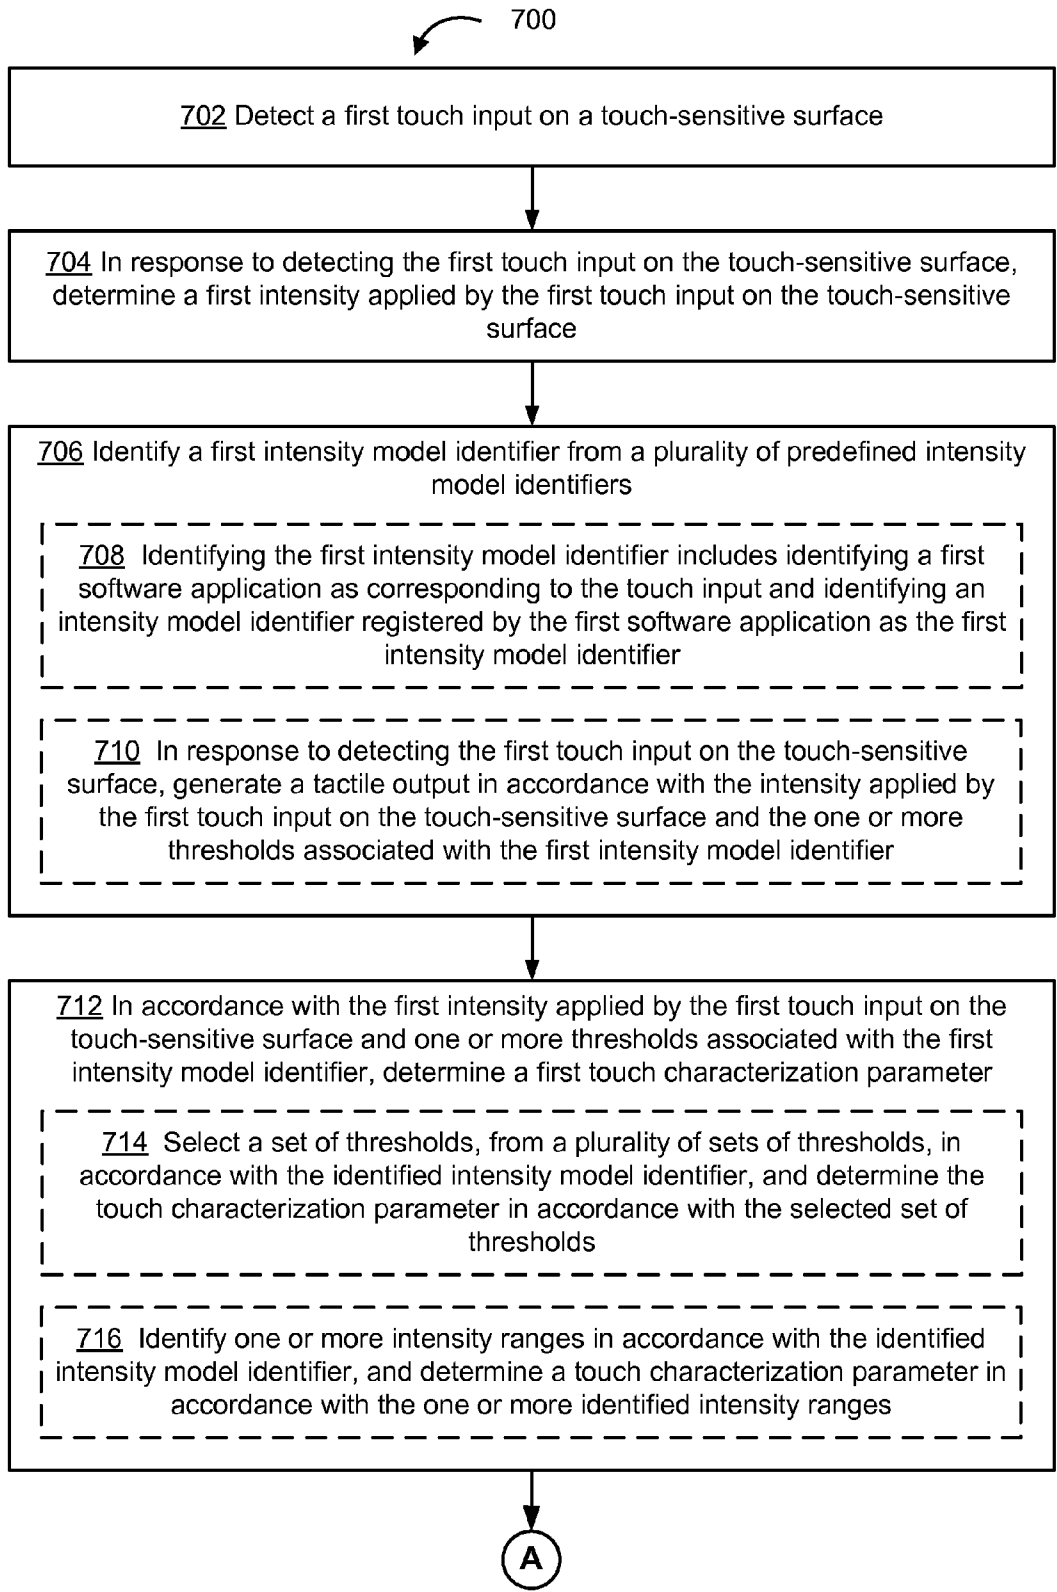 700
702 Detect a first touch input on a touch-sensitive surface
704 In response to detecting the first touch input on the touch-sensitive surface,
determine a first intensity applied by the first touch input on the touch-sensitive
surface
706 Identify a first intensity model identifier from a plurality of predefined intensity
model identifiers
708 Identifying the first intensity model identifier includes identifying a first
software application as corresponding to the touch input and identifying an
intensity model identifier registered by the first software application as the first
intensity model identifier
710 In response to detecting the first touch input on the touch-sensitive
surface, generate a tactile output in accordance with the intensity applied by
the first touch input on the touch-sensitive surface and the one or more
thresholds associated with the first intensity model identifier
712 In accordance with the first intensity applied by the first touch input on the
touch-sensitive surface and one or more thresholds associated with the first
intensity model identifier, determine a first touch characterization parameter
714 Select a set of thresholds, from a plurality of sets of thresholds, in
accordance with the identified intensity model identifier, and determine the
touch characterization parameter in accordance with the selected set of
thresholds
716 Identify one or more intensity ranges in accordance with the identified
intensity model identifier, and determine a touch characterization parameter in
accordance with the one or more identified intensity ranges
A